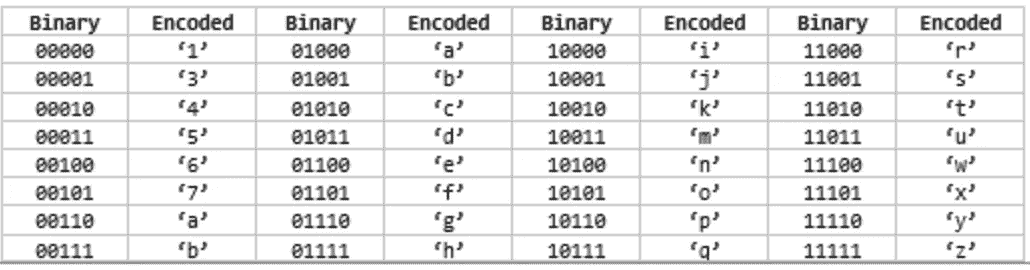 Binary Encoded Binary Encoded Binary Encoded Binary Encoded
00000 ‘1’ 01000 ‘a’ 10000 ‘i’ 11000 ‘r’
00001 ‘3’ 01001 ‘b’ 10001 ‘j’ 11001 ‘s’
00010 ‘4’ 01010 ‘c’ 10010 ‘k’ 11010 ‘t’
00011 ‘5’ 01011 ‘d’ 10011 ‘m’ 11011 ‘u’
00100 ‘6’ 01100 ‘e’ 10100 ‘n’ 11100 ‘w’
00101 ‘7’ 01101 ‘f’ 10101 ‘o’ 11101 ‘x’
00110 ‘a’ 01110 ‘g’ 10110 ‘p’ 11110 ‘y’
00111 ‘b’ 01111 ‘h’ 10111 ‘q’ 11111 ‘z’